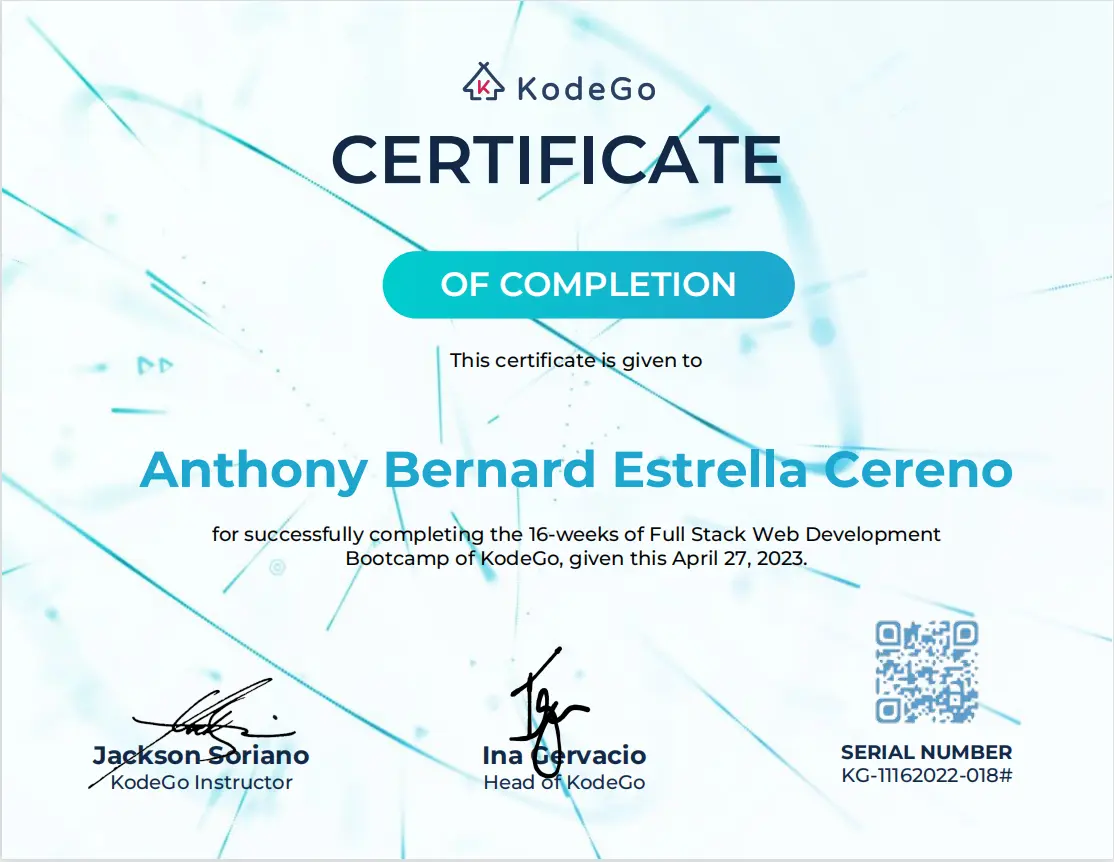 KodeGo
CERTIFICATE
OF COMPLETION
This certificate is given to
Anthony Bernard Estrella Cereno
for successfully completing the 16-weeks of Full Stack Web Development
Bootcamp of KodeGo, given this April 27, 2023.
Jackson Soriano
KodeGo Instructor
Ina Gervacio
Head of KodeGo
SERIAL NUMBER
KG-11162022-018#